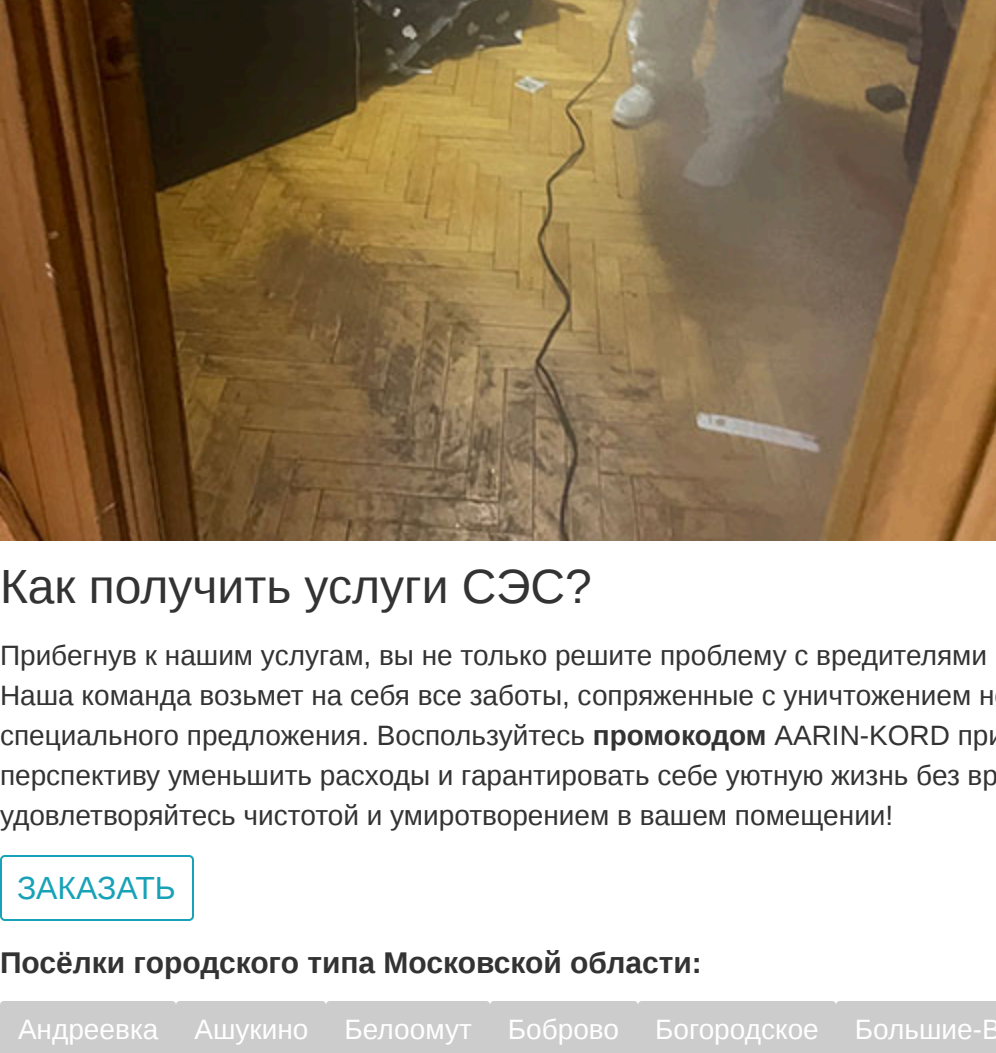 Как получить услуги СЭС?
Прибегнув к нашим услугам, вы не только решите проблему с вредителями
Наша команда возьмет на себя все заботы, сопряженные с уничтожением
специального предложения. Воспользуйтесь промокодом AARIN-KORD
перспективу уменьшить расходы и гарантировать себе уютную жизнь без
удовлетворяйтесь чистотой и умиротворением в вашем помещении!
ЗАКАЗАТЬ
Посёлки городского типа Московской области:
Андреевка Ашукино Белоомут Боброво Богородское